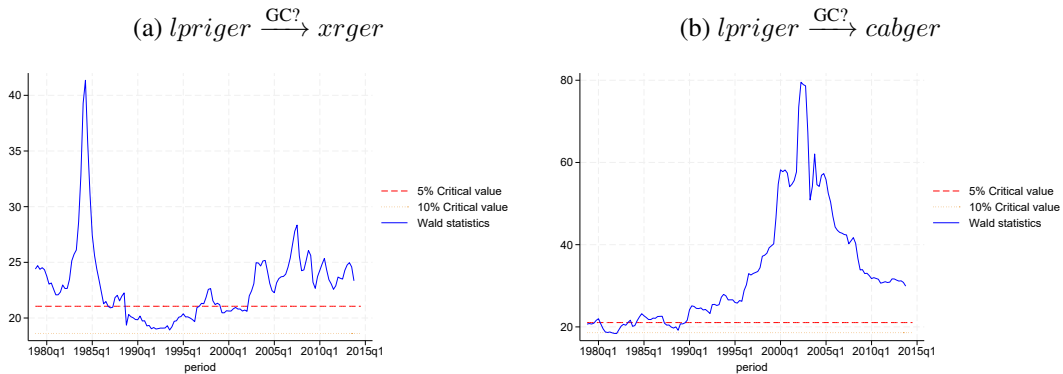 (a) lpriger GC?→ xrger
40
35
30
25
20
1980q1 1985q1 1990q1 1995q1 2000q1 2005q1 2010q1 2015q1
period
5% Critical value
10% Critical value
Wald statistics
(b) lpriger GC?→ cabger
80
60
40
20
1980q1 1985q1 1990q1 1995q1 2000q1 2005q1 2010q1 2015q1
period
5% Critical value
10% Critical value
Wald statistics